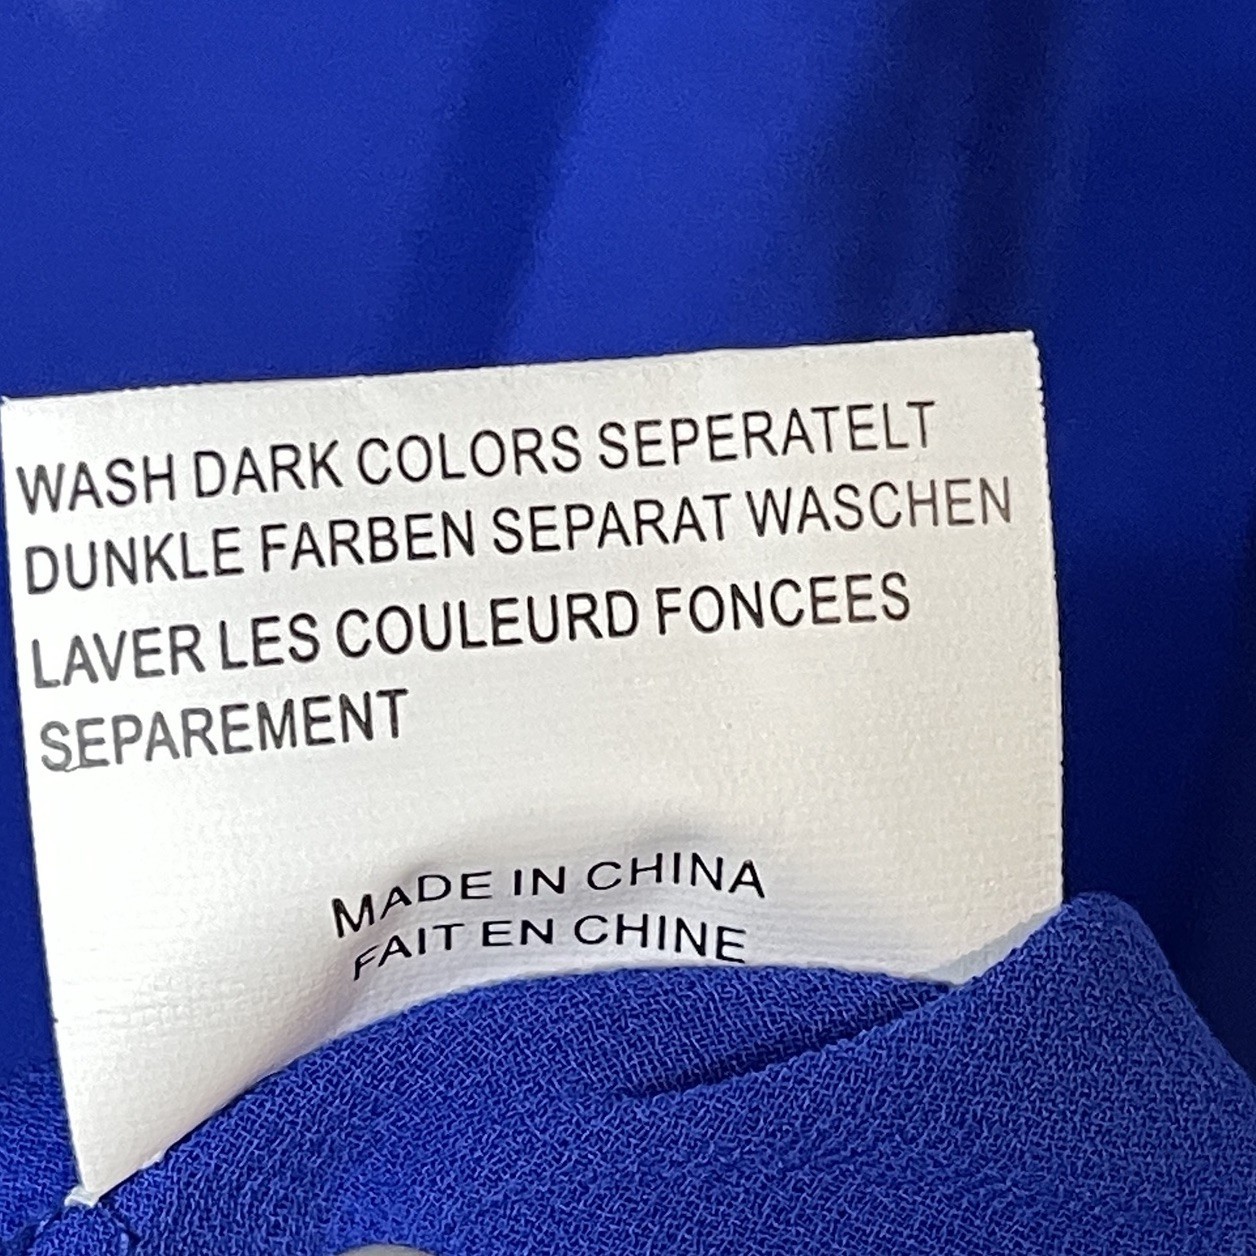 WASH DARK COLORS SEPERATELT
DUNKLE FARBEN SEPARAT WASCHEN
LAVER LES COULEURD FONCEES
SEPAREMENT
MADE IN CHINA
FAIT EN CHINE